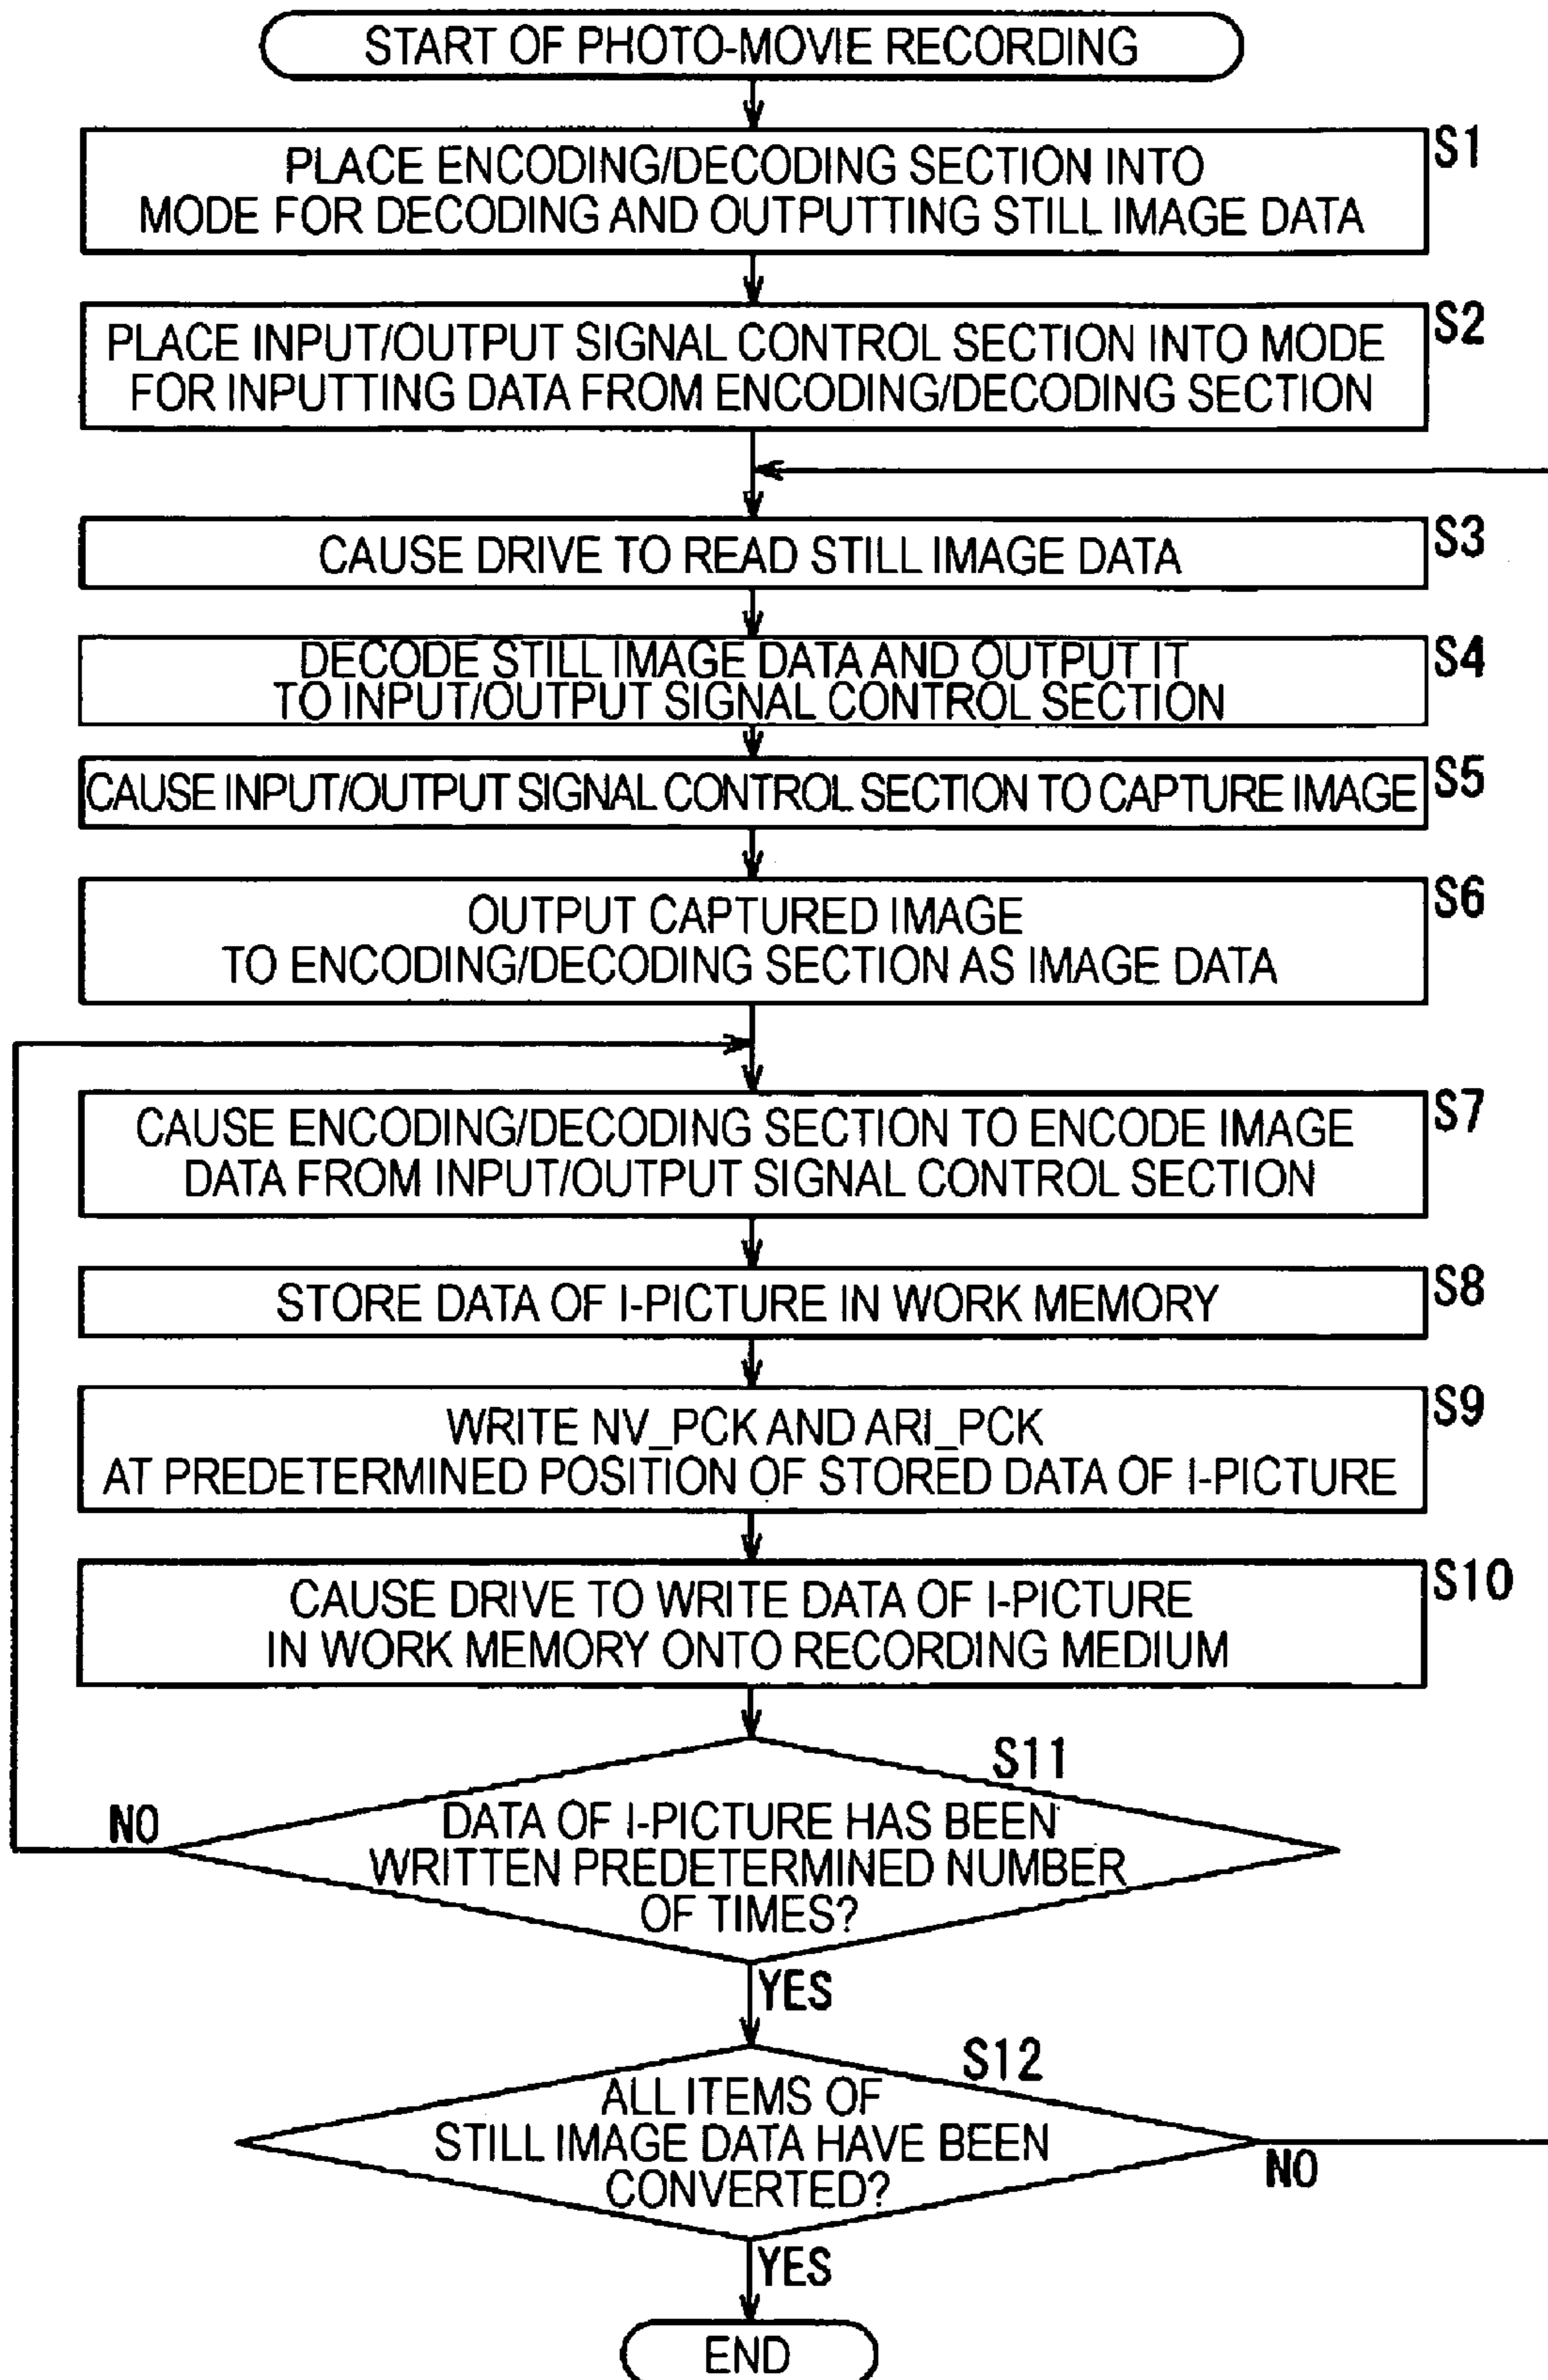 START OF PHOTO-MOVIE RECORDING
S1
PLACE ENCODING/DECODING SECTION INTO
MODE FOR DECODING AND OUTPUTTING STILL IMAGE DATA
S2
PLACE INPUT/OUTPUT SIGNAL CONTROL SECTION INTO MODE
FOR INPUTTING DATA FROM ENCODING/DECODING SECTION
S3
CAUSE DRIVE TO READ STILL IMAGE DATA
S4
DECODE STILL IMAGE DATA AND OUTPUT IT
TO INPUT/OUTPUT SIGNAL CONTROL SECTION
S5
CAUSE INPUT/OUTPUT SIGNAL CONTROL SECTION TO CAPTURE IMAGE
S6
OUTPUT CAPTURED IMAGE
TO ENCODING/DECODING SECTION AS IMAGE DATA
S7
CAUSE ENCODING/DECODING SECTION TO ENCODE IMAGE
DATA FROM INPUT/OUTPUT SIGNAL CONTROL SECTION
S8
STORE DATA OF I-PICTURE IN WORK MEMORY
S9
WRITE NV_PCK AND ARI_PCK
AT PREDETERMINED POSITION OF STORED DATA OF I-PICTURE
S10
CAUSE DRIVE TO WRITE DATA OF I-PICTURE
IN WORK MEMORY ONTO RECORDING MEDIUM
S11
NO
DATA OF I-PICTURE HAS BEEN
WRITTEN PREDETERMINED NUMBER
OF TIMES?
YES
S12
ALL ITEMS OF
STILL IMAGE DATA HAVE BEEN
CONVERTED?
NO
YES
END